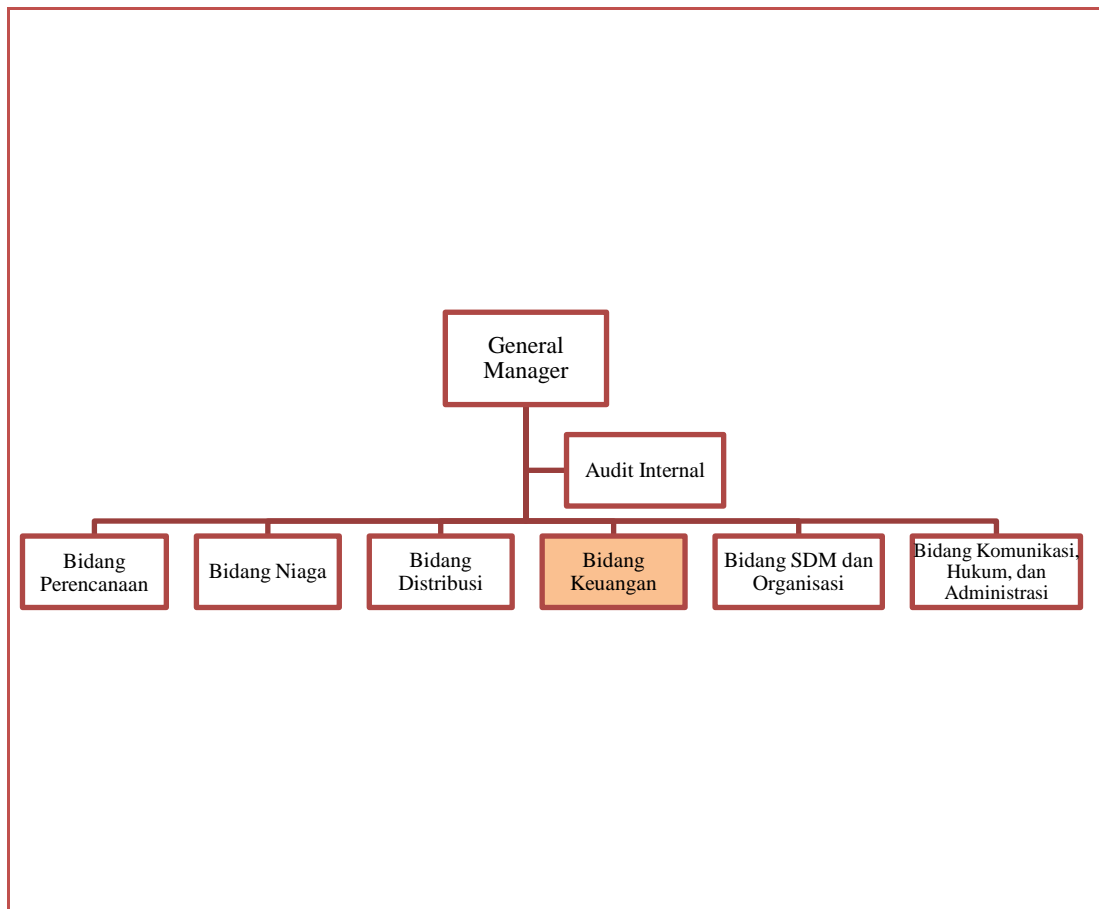 General
Manager
Audit Internal
Bidang
Perencanaan
Bidang Niaga
Bidang
Distribusi
Bidang
Keuangan
Bidang SDM dan
Organisasi
Bidang Komunikasi,
Hukum, dan
Administrasi